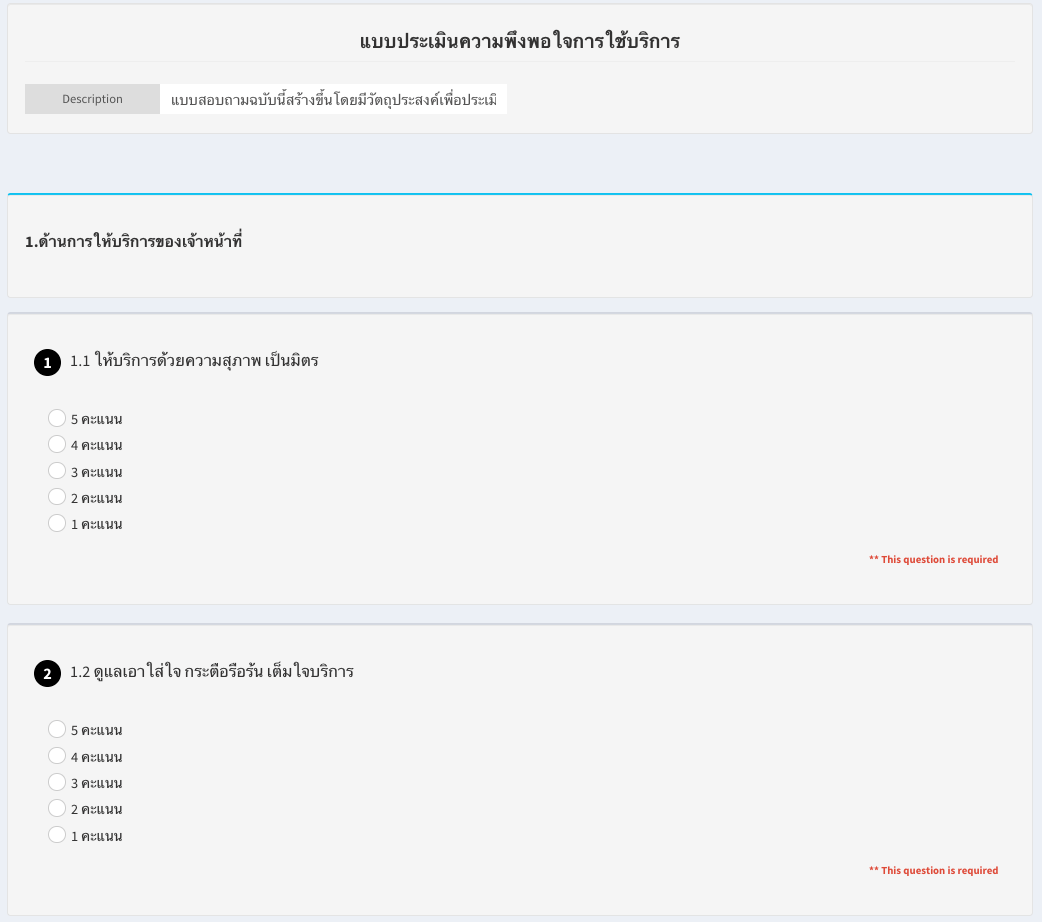 แบบประเมินความพึงพอใจการใช้บริการ
Description
แบบสอบถามฉบับนี้สร้างขึ้นโดยมีวัตถุประสงค์เพื่อประเมิ
1.ด้านการให้บริการของเจ้าหน้าที่
1 1.1 ให้บริการด้วยความสุภาพ เป็นมิตร
5 คะแนน
4 คะแนน
3 คะแนน
2 คะแนน
1 คะแนน
** This question is required
2 1.2 ดูแลเอาใส่ใจ กระตือรือร้น เต็มใจบริการ
5 คะแนน
4 คะแนน
3 คะแนน
2 คะแนน
1 คะแนน
** This question is required